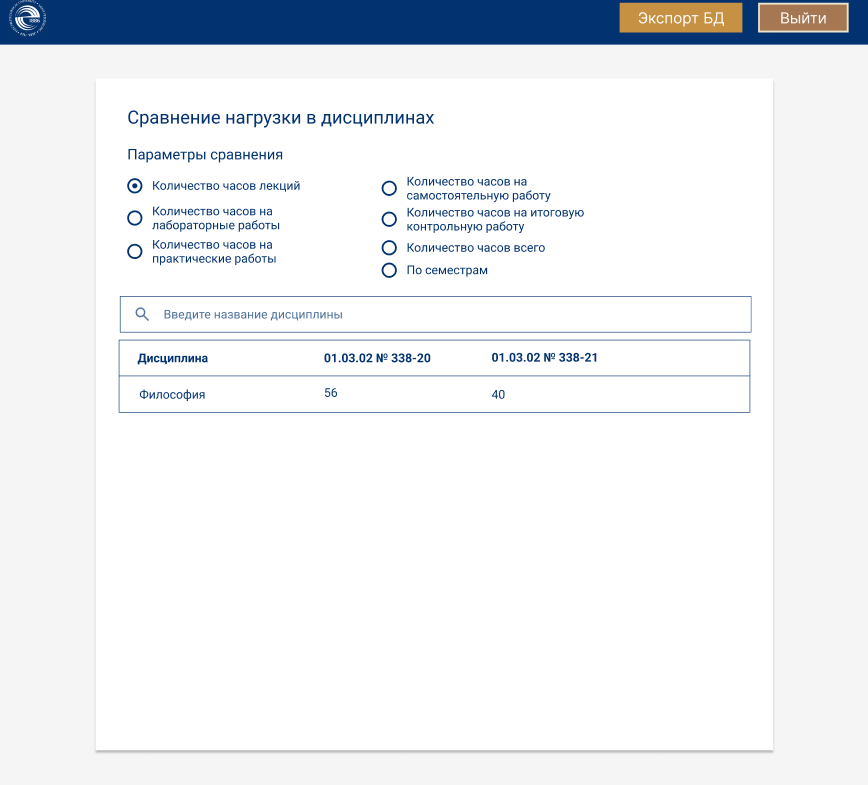 1886
Экспорт БД
Выйти
Сравнение нагрузки в дисциплинах
Параметры сравнения
Количество часов лекций
Количество часов на
лабораторные работы
Количество часов на
практические работы
Количество часов на
самостоятельную работу
Количество часов на итоговую
контрольную работу
Количество часов всего
По семестрам
Введите название дисциплины
Дисциплина 01.03.02 № 338-20 01.03.02 № 338-21
Философия 56 40